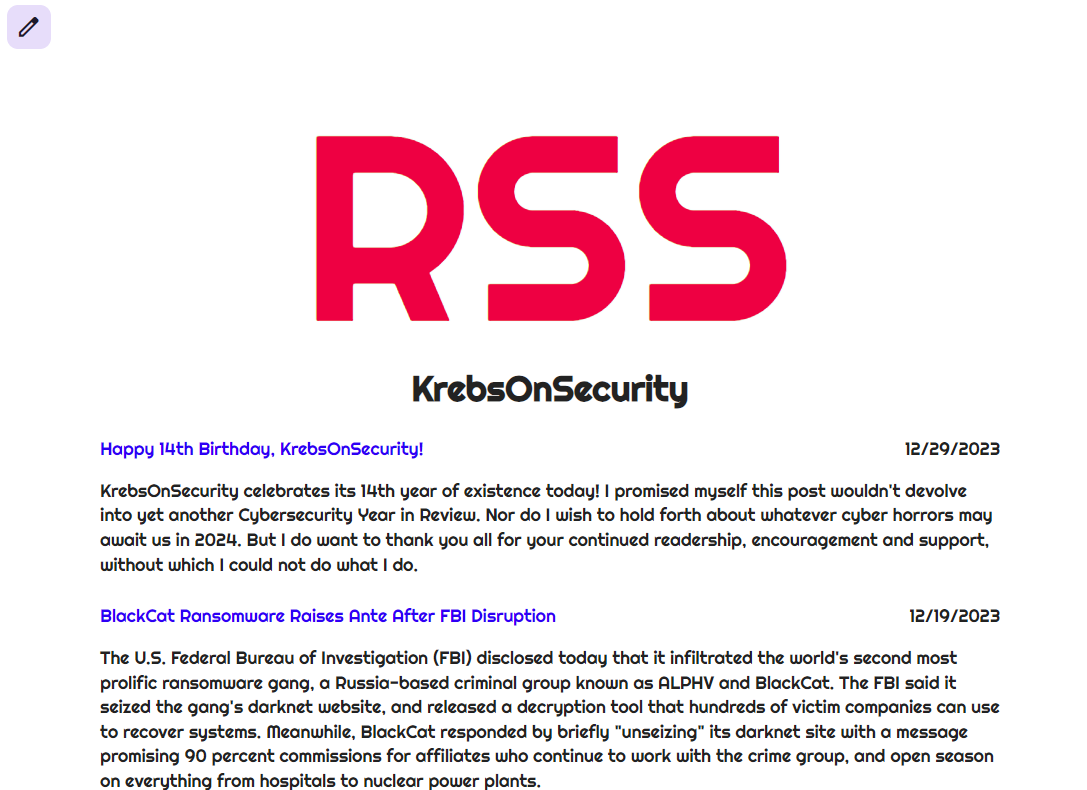 RSS
KrebsOnSecurity
Happy 14th Birthday, KrebsOnSecurity! 12/29/2023
KrebsOnSecurity celebrates its 14th year of existence today! I promised myself this post wouldn't devolve
into yet another Cybersecurity Year in Review. Nor do I wish to hold forth about whatever cyber horrors may
await us in 2024. But I do want to thank you all for your continued readership, encouragement and support,
without which I could not do what I do.
BlackCat Ransomware Raises Ante After FBI Disruption 12/19/2023
The U.S. Federal Bureau of Investigation (FBI) disclosed today that it infiltrated the world's second most
prolific ransomware gang, a Russia-based criminal group known as ALPHV and BlackCat. The FBI said it
seized the gang's darknet website, and released a decryption tool that hundreds of victim companies can use
to recover systems. Meanwhile, BlackCat responded by briefly "unseizing" its darknet site with a message
promising 90 percent commissions for affiliates who continue to work with the crime group, and open season
on everything from hospitals to nuclear power plants.